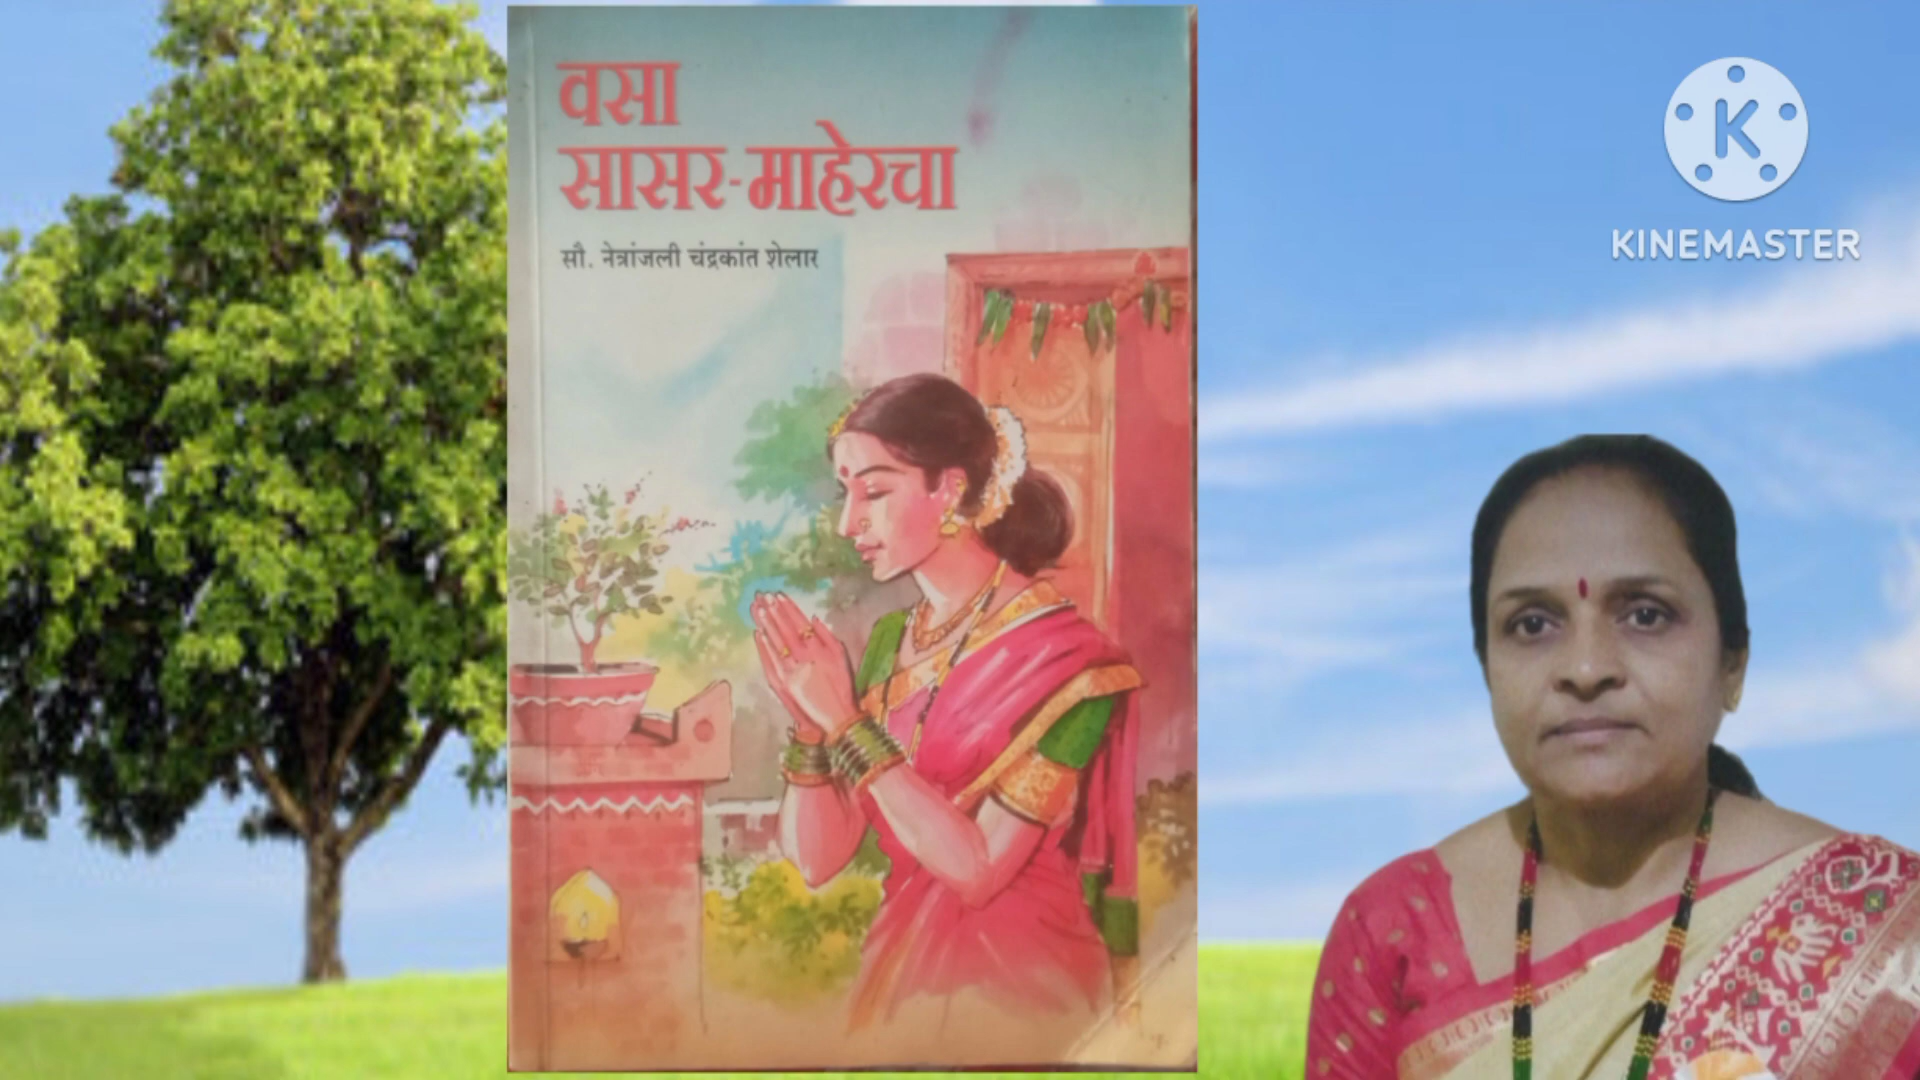 वसा
सासर-माहेरचा
सौ. नेत्रांजली चंद्रकांत शेलार
K
KINEMASTER